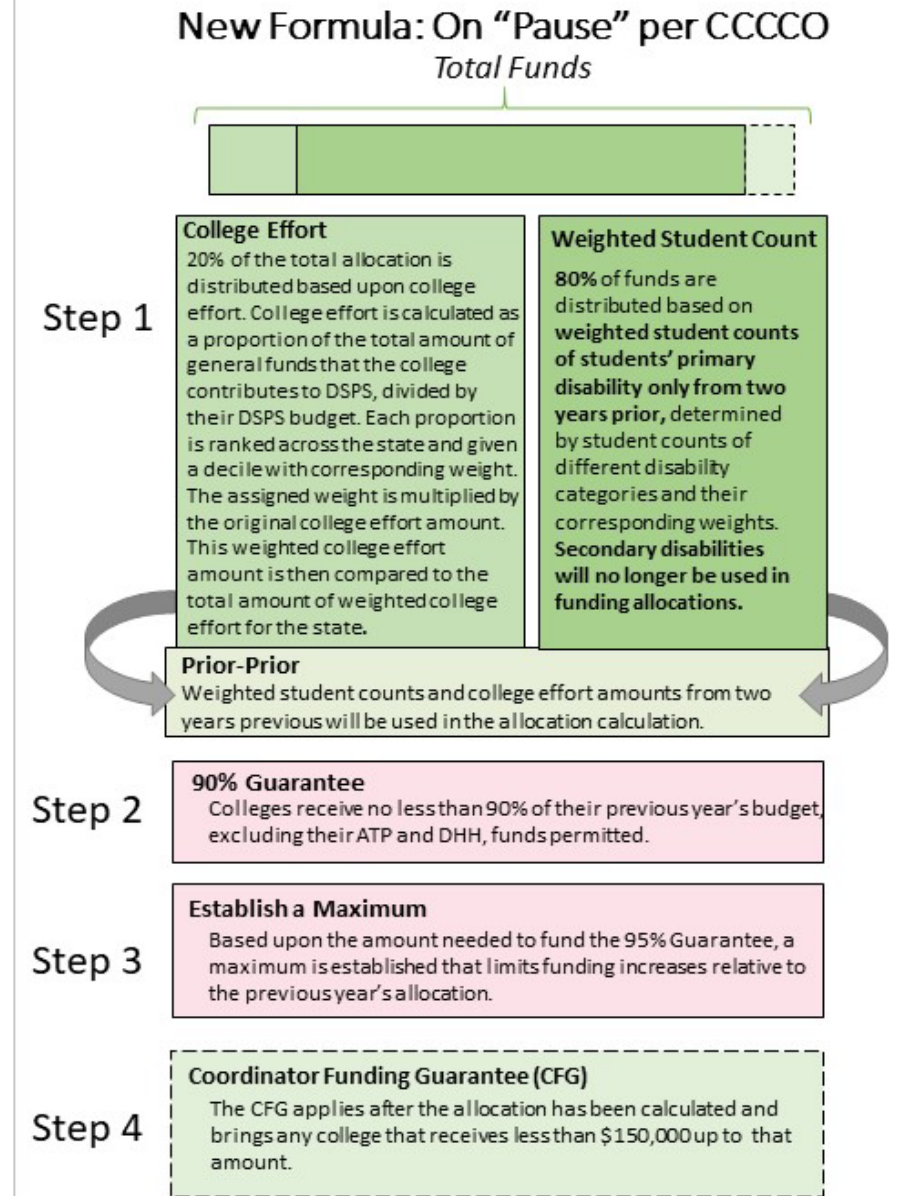 New Formula: On “Pause” per CCCCO
Total Funds
Step 1
College Effort
20% of the total allocation is
distributed based upon college
effort. College effort is calculated as
a proportion of the total amount of
general funds that the college
contributes to DSPS, divided by
their DSPS budget. Each proportion
is ranked across the state and given
a decile with corresponding weight.
The assigned weight is multiplied by
the original college effort amount.
This weighted college effort
amount is then compared to the
total amount of weighted college
effort for the state.
Weighted Student Count
80% of funds are
distributed based on
weighted student counts
of students’ primary
disability only from two
years prior, determined
by student counts of
different disability
categories and their
corresponding weights.
Secondary disabilities
will no longer be used in
funding allocations.
Prior-Prior
Weighted student counts and college effort amounts from two
years previous will be used in the allocation calculation.
Step 2
90% Guarantee
Colleges receive no less than 90% of their previous year’s budget,
excluding their ATP and DHH, funds permitted.
Step 3
Establish a Maximum
Based upon the amount needed to fund the 95% Guarantee, a
maximum is established that limits funding increases relative to
the previous year’s allocation.
Step 4
Coordinator Funding Guarantee (CFG)
The CFG applies after the allocation has been calculated and
brings any college that receives less than $150,000 up to that
amount.